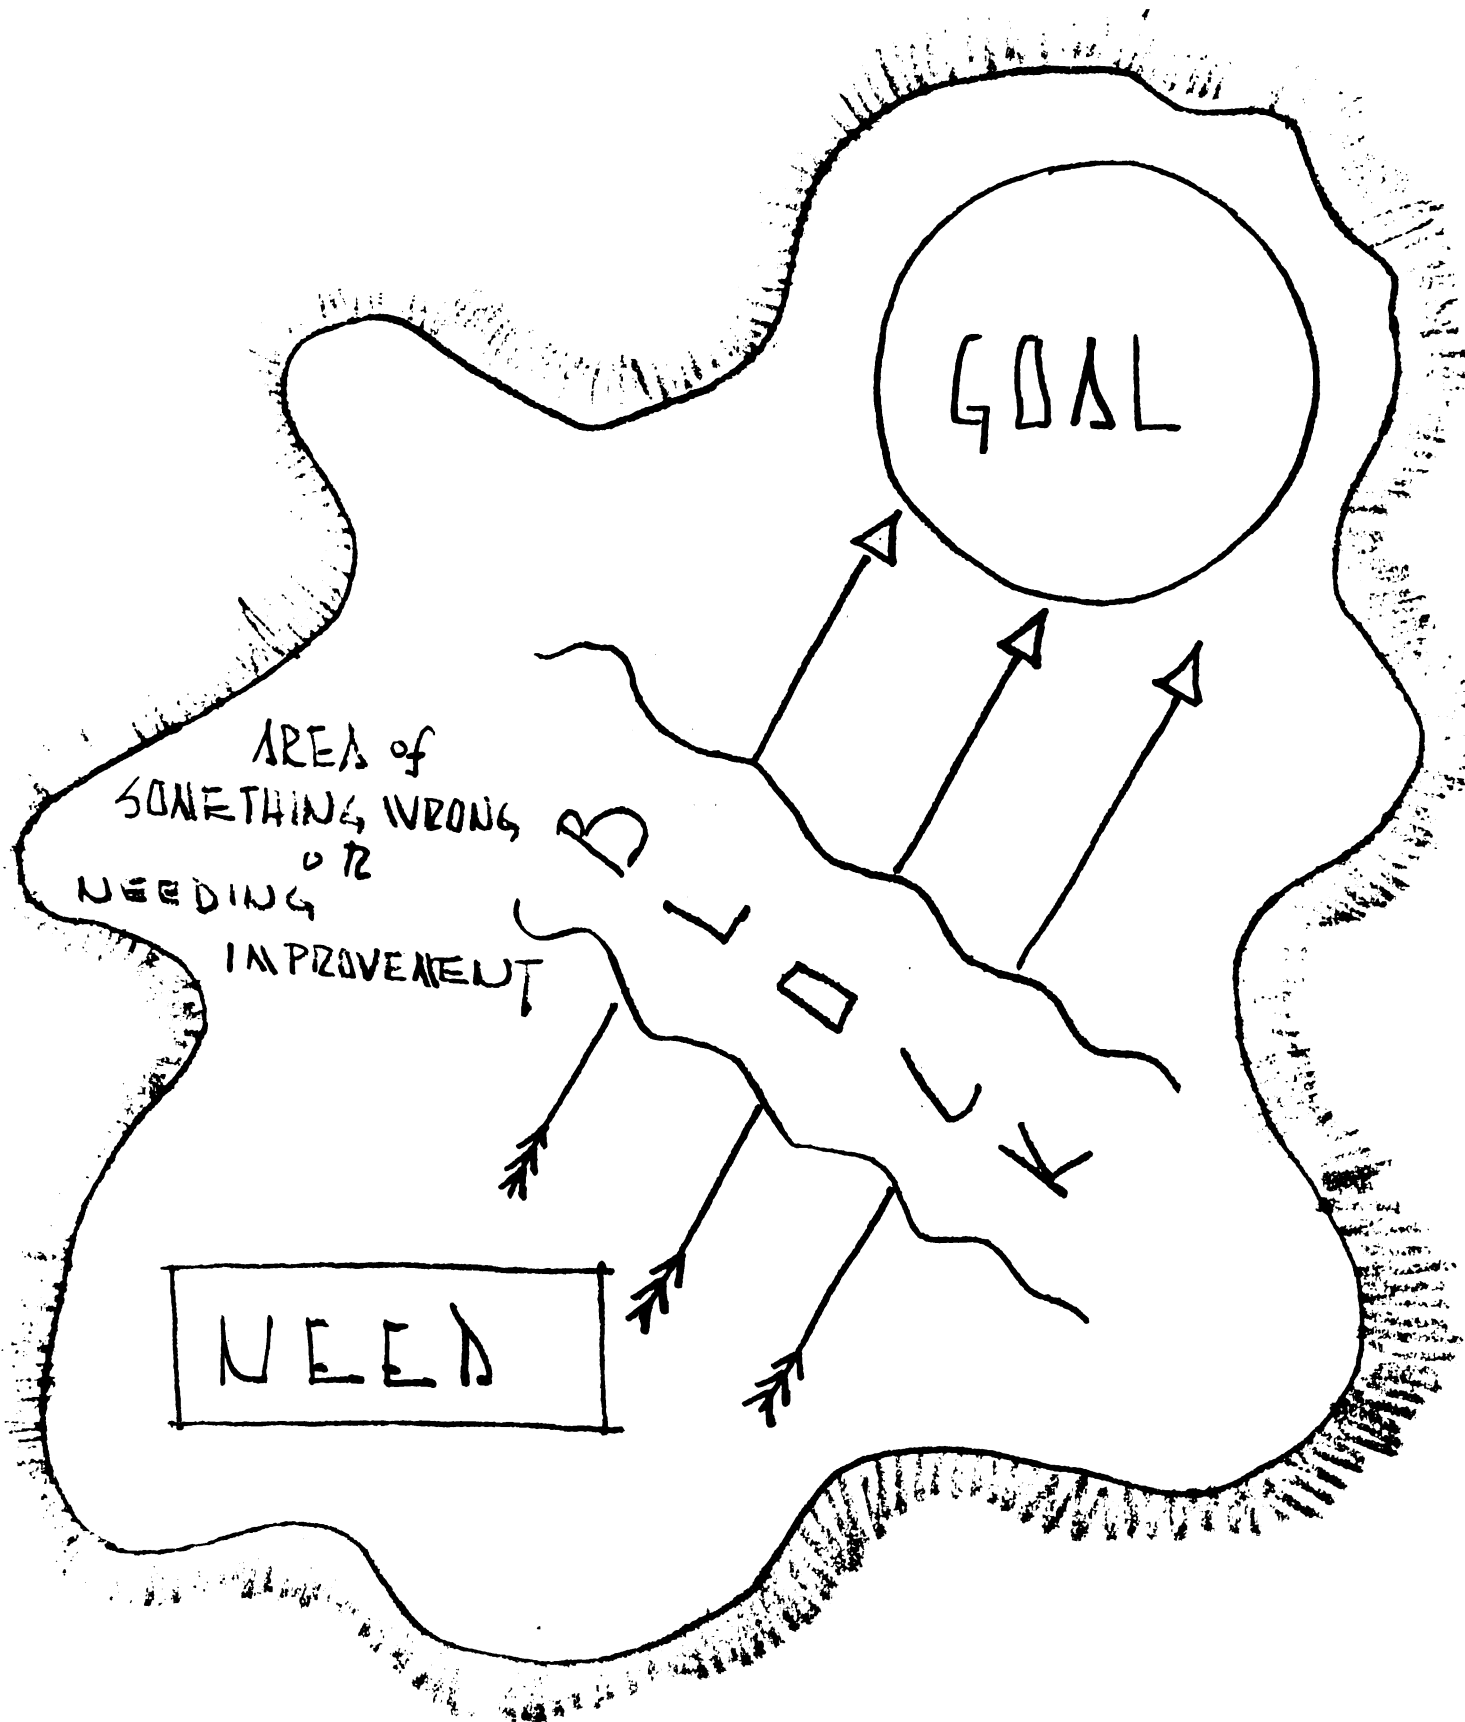 GOAL
AREA of
SOMETHING WRONG
OR
NEEDING
IMPROVEMENT
BLOCK
NEED